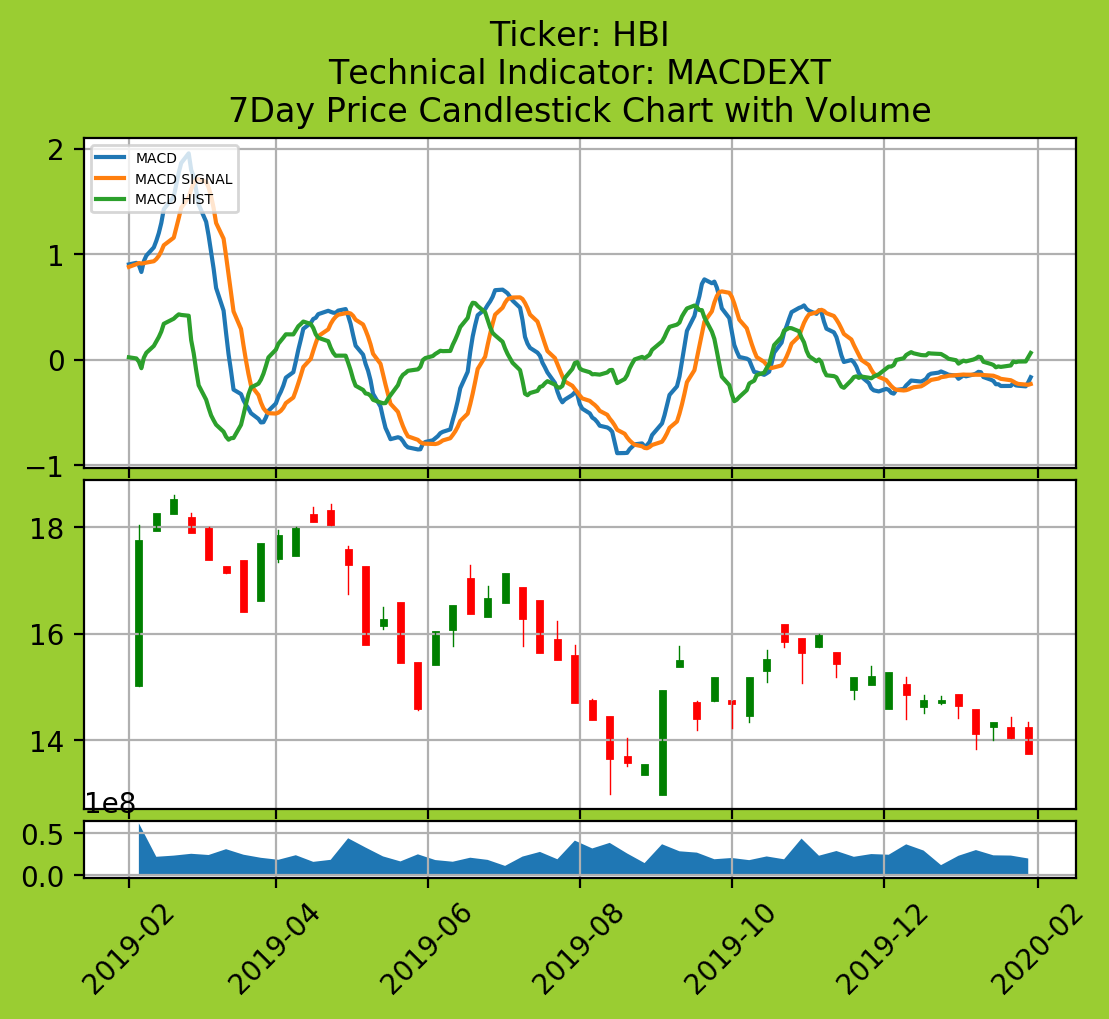 Ticker: HBI
Technical Indicator: MACDEXT
7Day Price Candlestick Chart with Volume
MACD
MACD SIGNAL
MACD HIST
2
1
0
−1
18
16
14
1e8
0.5
0.0
2019-02
2019-04
2019-06
2019-08
2019-10
2019-12
2020-02